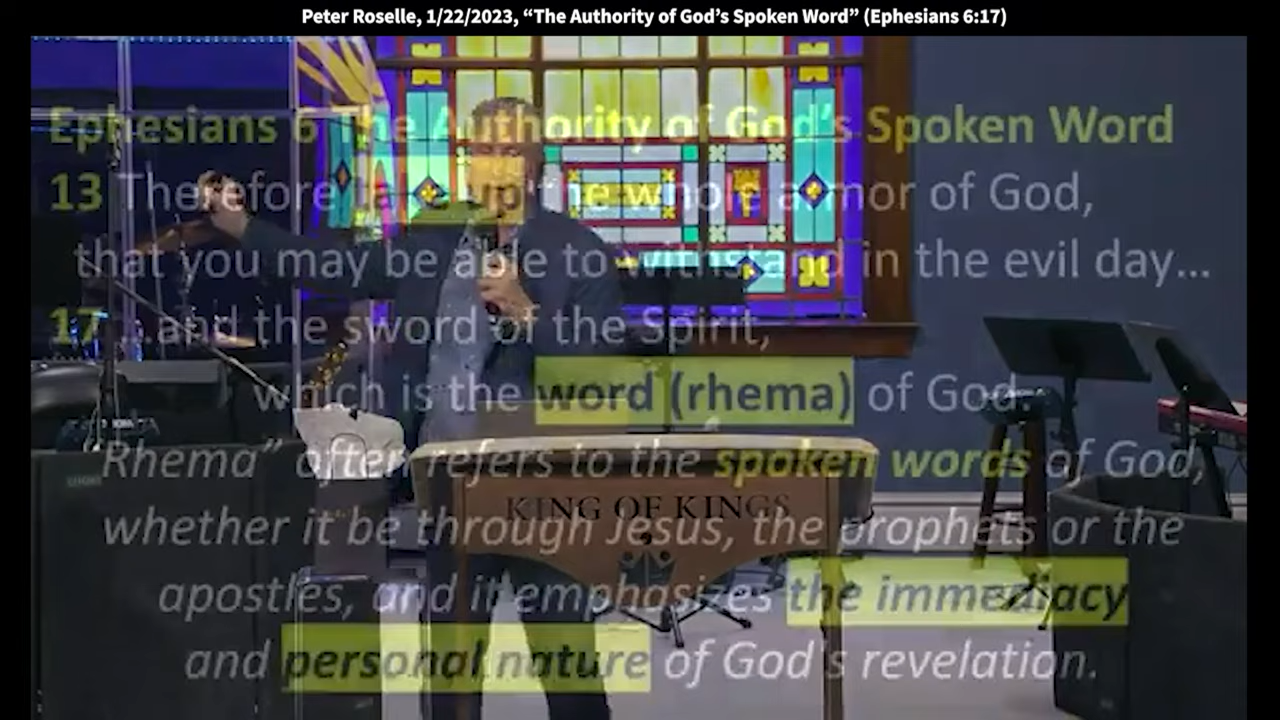 Peter Roselle, 1/22/2023, “The Authority of God’s Spoken Word” (Ephesians 6:17)
Ephesians 6 The Authority of God’s Spoken Word
13 Therefore take up the whole armor of God,
that you may be able to withstand in the evil day…
17 …and the sword of the Spirit,
which is the word (rhema) of God.
Rhema” often refers to the spoken words of God,
KING OF KINGS
whether it be through Jesus, the prophets or the
apostles, and it emphasizes the immediacy
and personal nature of God's revelation.